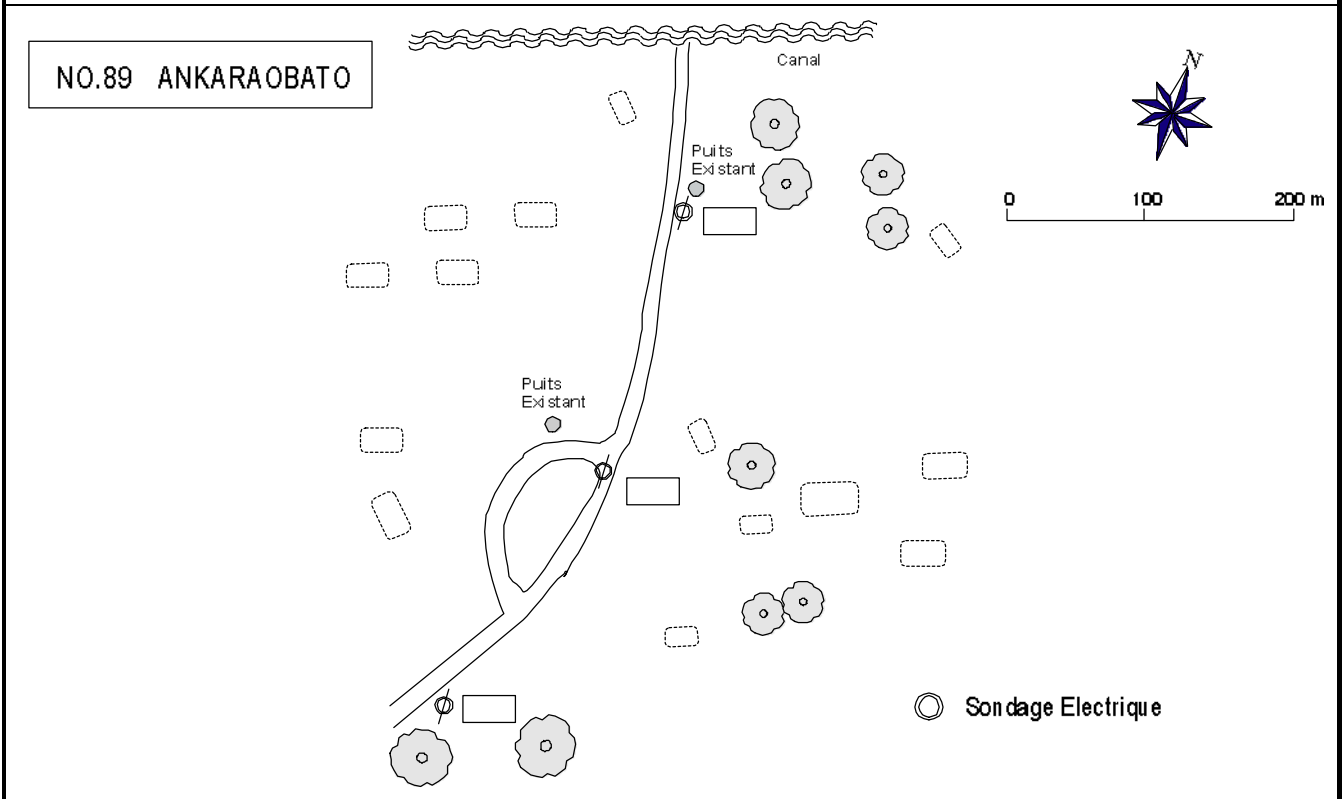 Canal
NO.89 ANKARAOBATO
N
Puits
Existant
0 100 200 m
Puits
Existant
Sondage Electrique